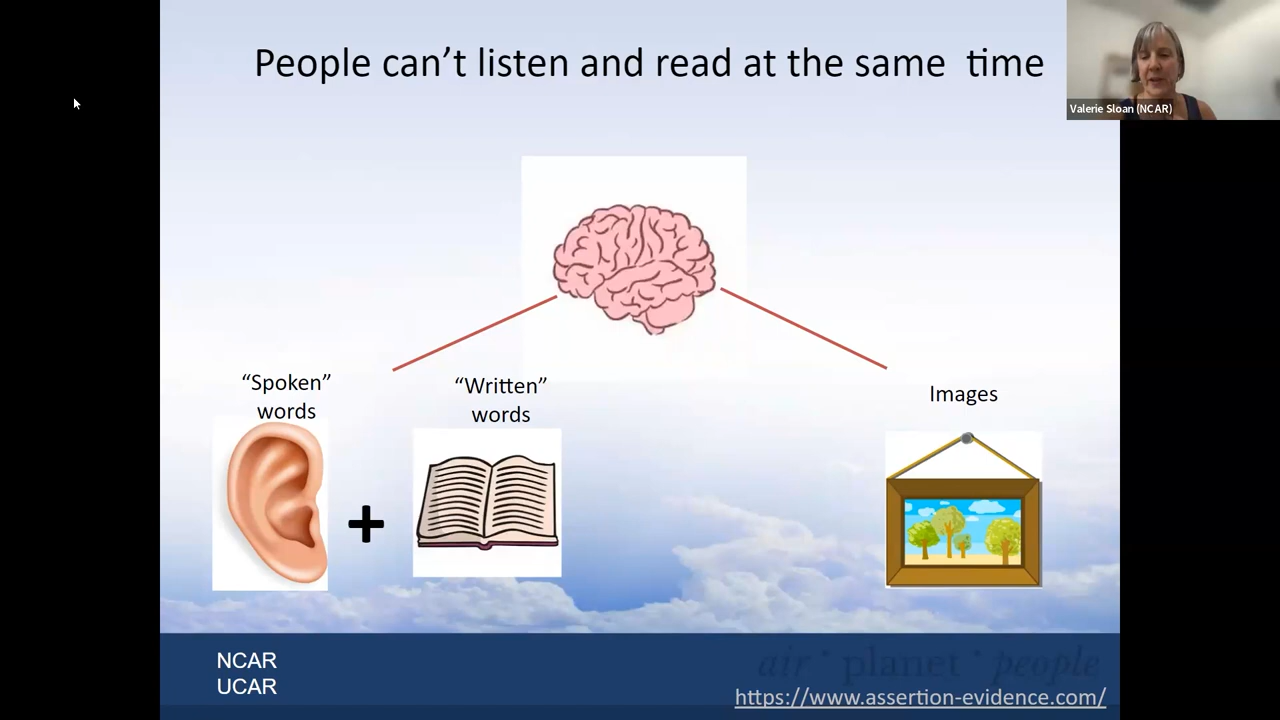 People can’t listen and read at the same  time
Valerie Sloan (NCAR)
“Spoken”
words
“Written”
words
Images
+
NCAR
UCAR
air • planet • people
https://www.assertion-evidence.com/